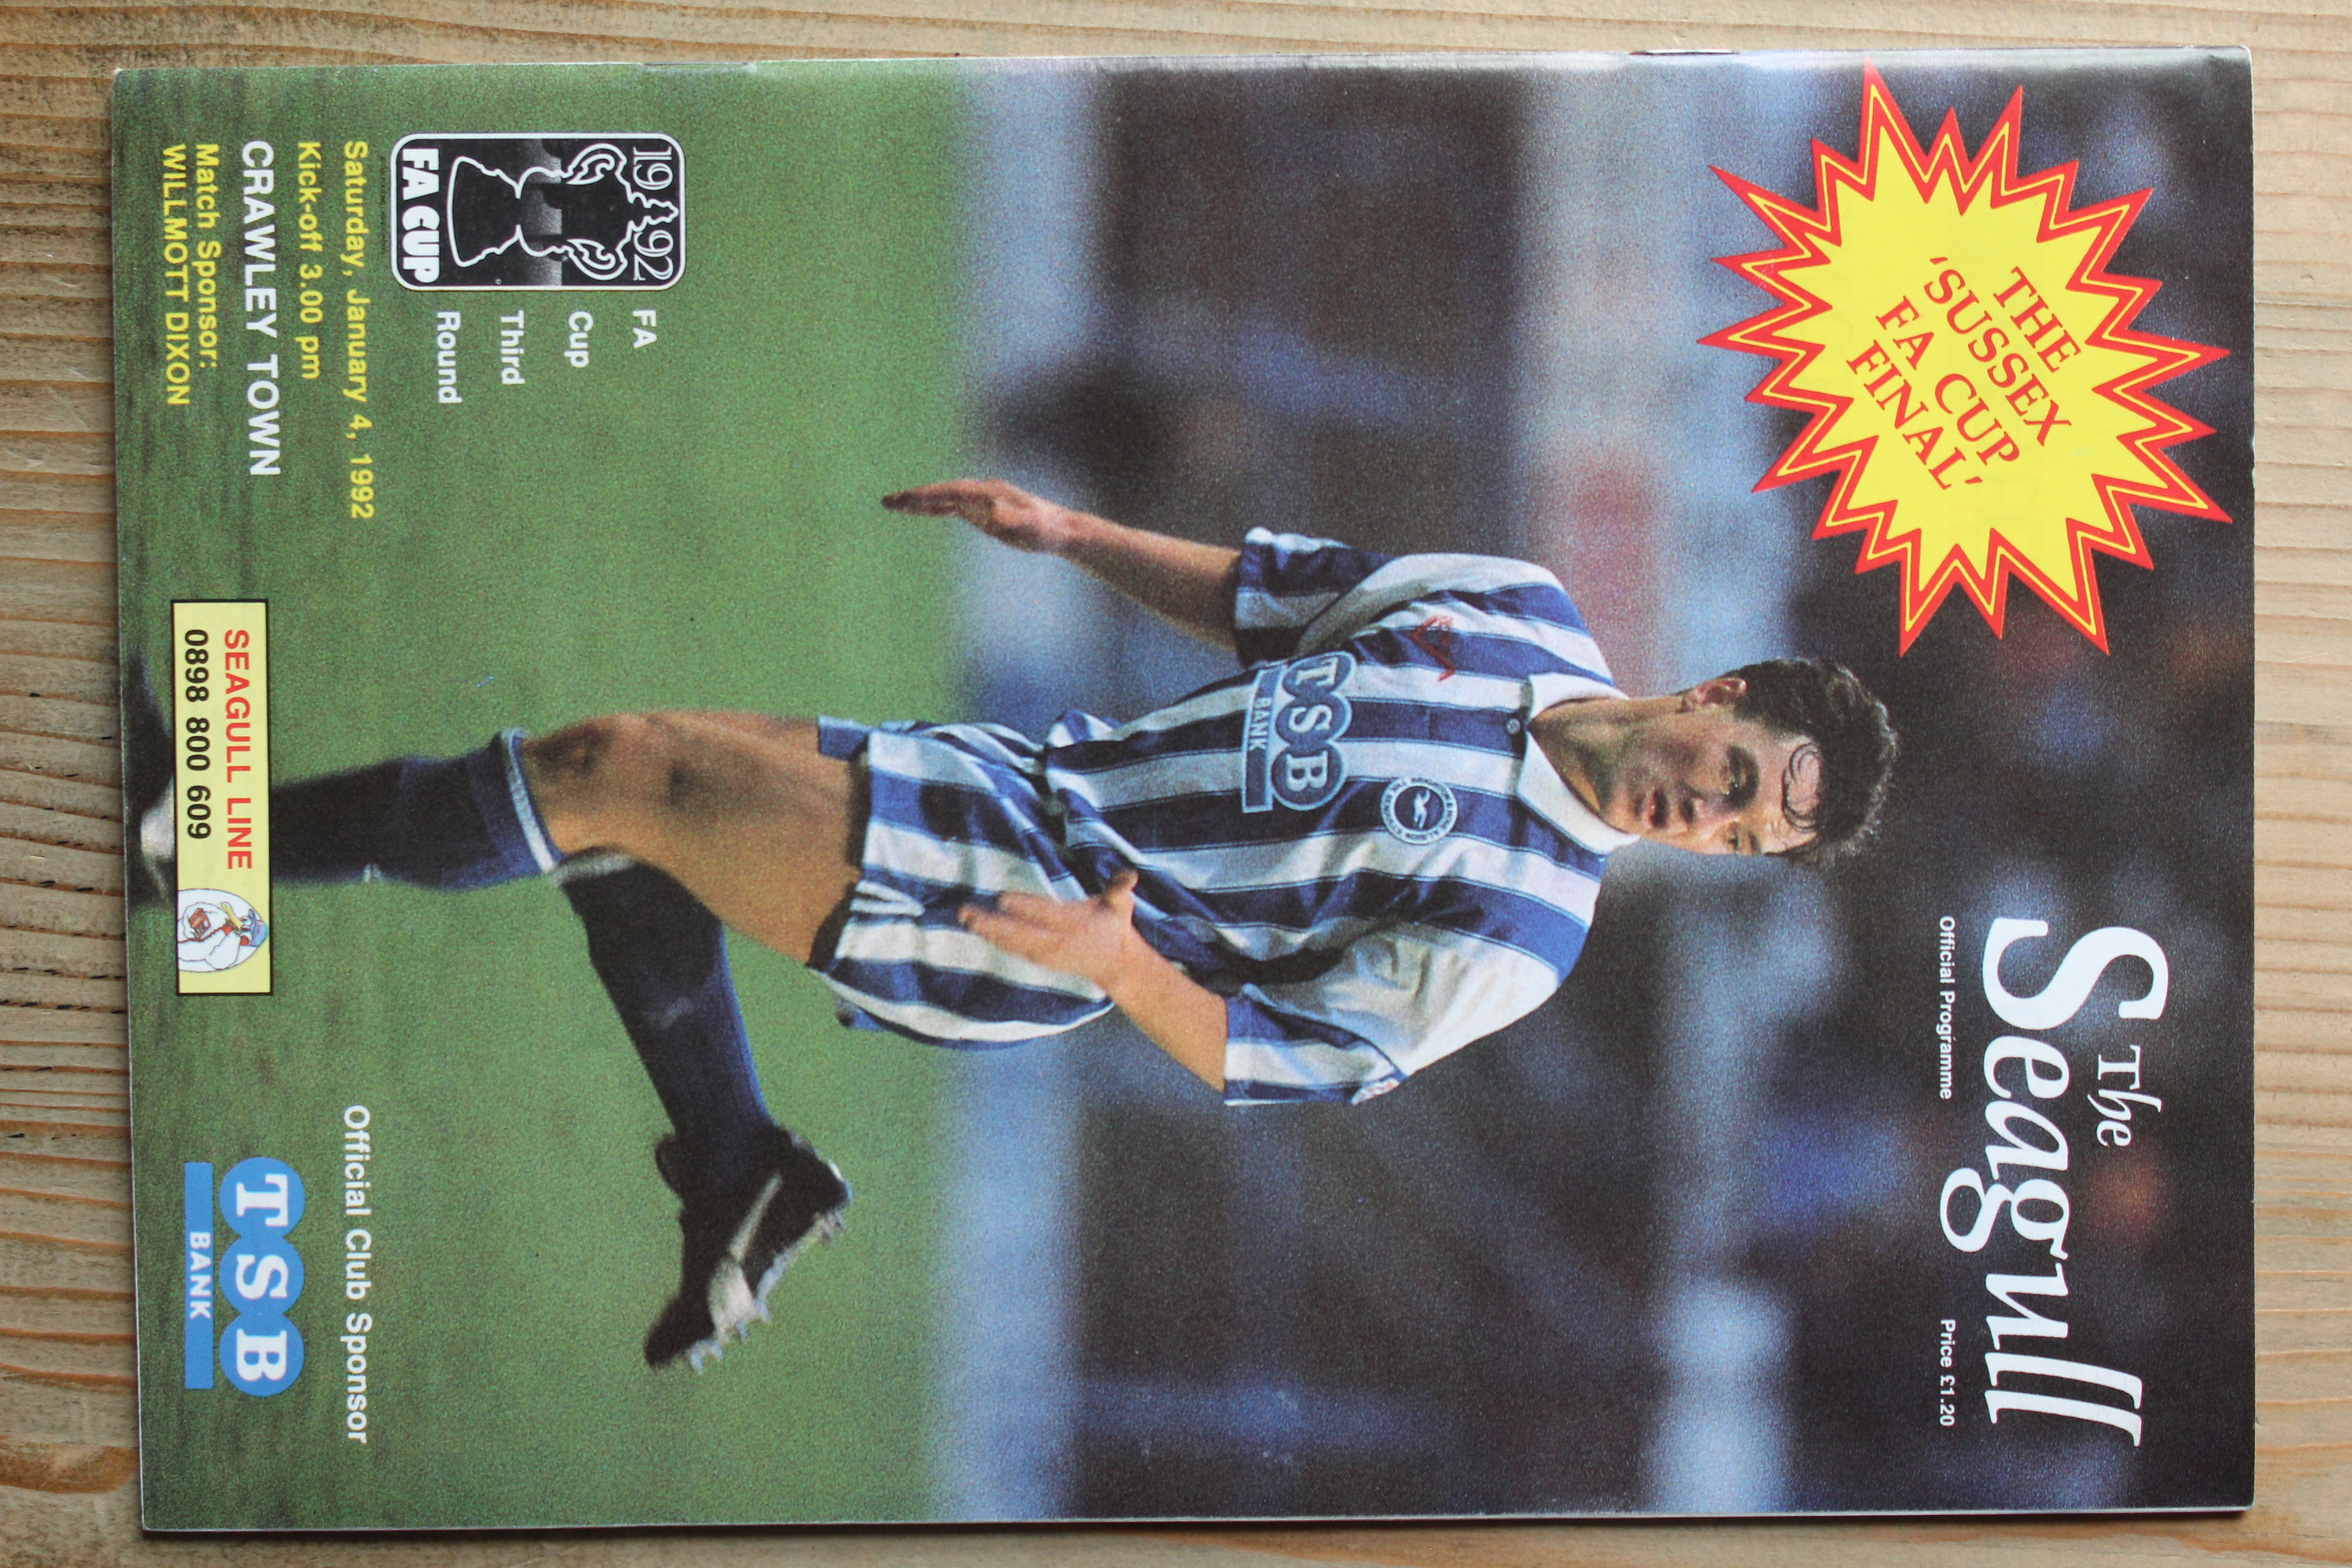 THE
'SUSSEX
FA CUP
FINAL'
The
Seagull
Official Programme
Price £1.20
TSB
BANK
1992
FA CUP
FA
Cup
Third
Round
Saturday, January 4, 1992
Kick-off 3.00 pm
CRAWLEY TOWN
Match Sponsor:
WILLMOTT DIXON
SEAGULL LINE
0898 800 609
Official Club Sponsor
TSB
BANK